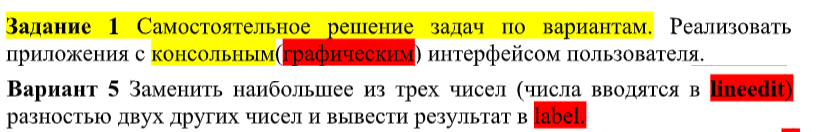 Задание 1 Самостоятельное решение задач по вариантам. Реализовать
приложения с консольным(графическим) интерфейсом пользователя.
Вариант 5 Заменить наибольшее из трех чисел (числа вводятся в lineedit)
разностью двух других чисел и вывести результат в label.